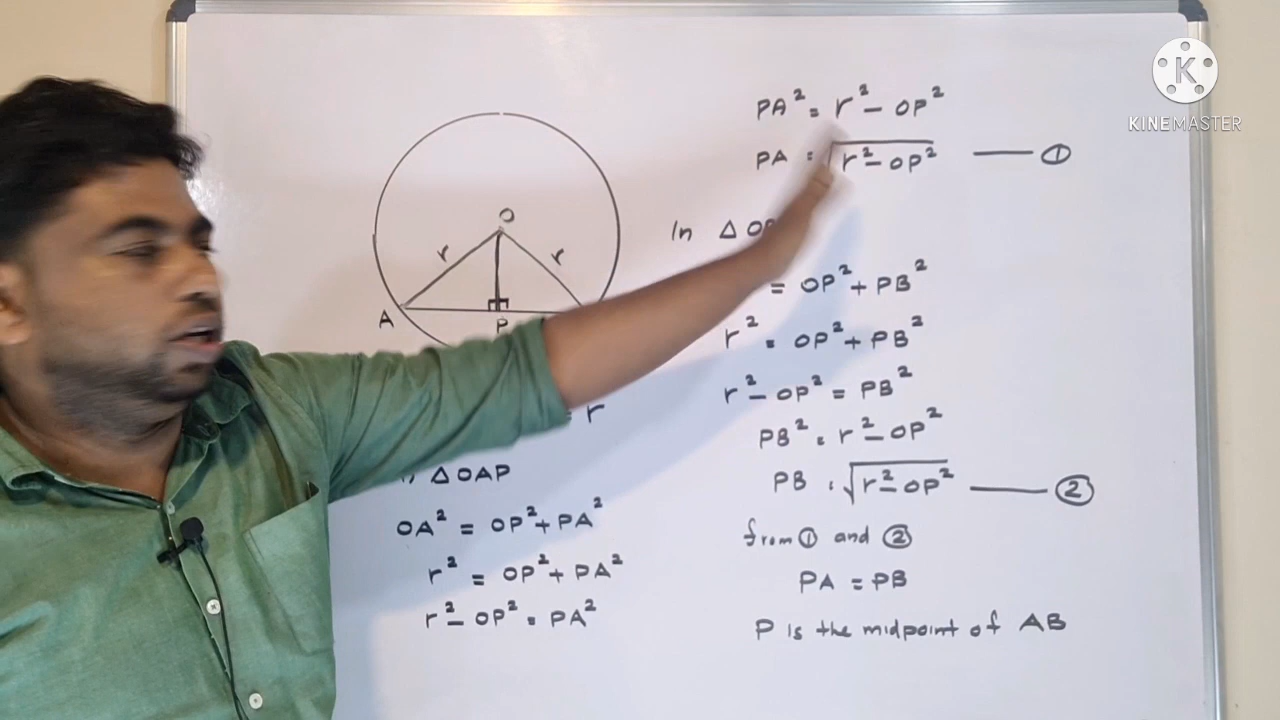 O
r r
A P
= r
△ OAP
OA² = OP² + PA²
r² = OP² + PA²
r² - OP² = PA²
PA² = r² - OP²
PA = √r² - OP² — ①
In △
= OP² + PB²
r² = OP² + PB²
r² - OP² = PB²
PB² = r² - OP²
PB = √r² - OP² — ②
from ① and ②
PA = PB
P is the midpoint of AB
K
KINEMASTER